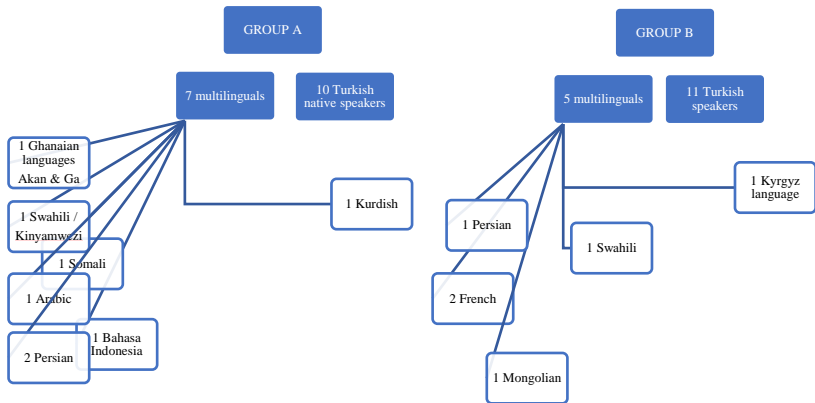 GROUP A
7 multilinguals
10 Turkish
native speakers
1 Ghanaian
languages
Akan & Ga
1 Swahili /
Kinyamwezi
1 Somali
1 Arabic
1 Bahasa
Indonesia
2 Persian
1 Kurdish
GROUP B
5 multilinguals
11 Turkish
speakers
1 Persian
2 French
1 Mongolian
1 Swahili
1 Kyrgyz
language